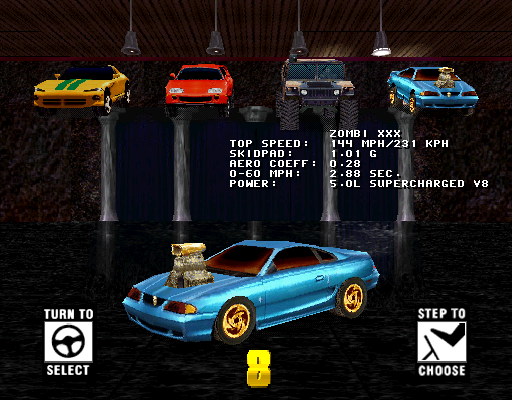 ZOMBI XXX
TOP SPEED: 144 MPH/231 KPH
SKIDPAD: 1.01 G
AERO COEFF: 0.28
0-60 MPH: 2.88 SEC.
POWER: 5.0L SUPERCHARGED V8
TURN TO
SELECT
STEP TO
CHOOSE
8